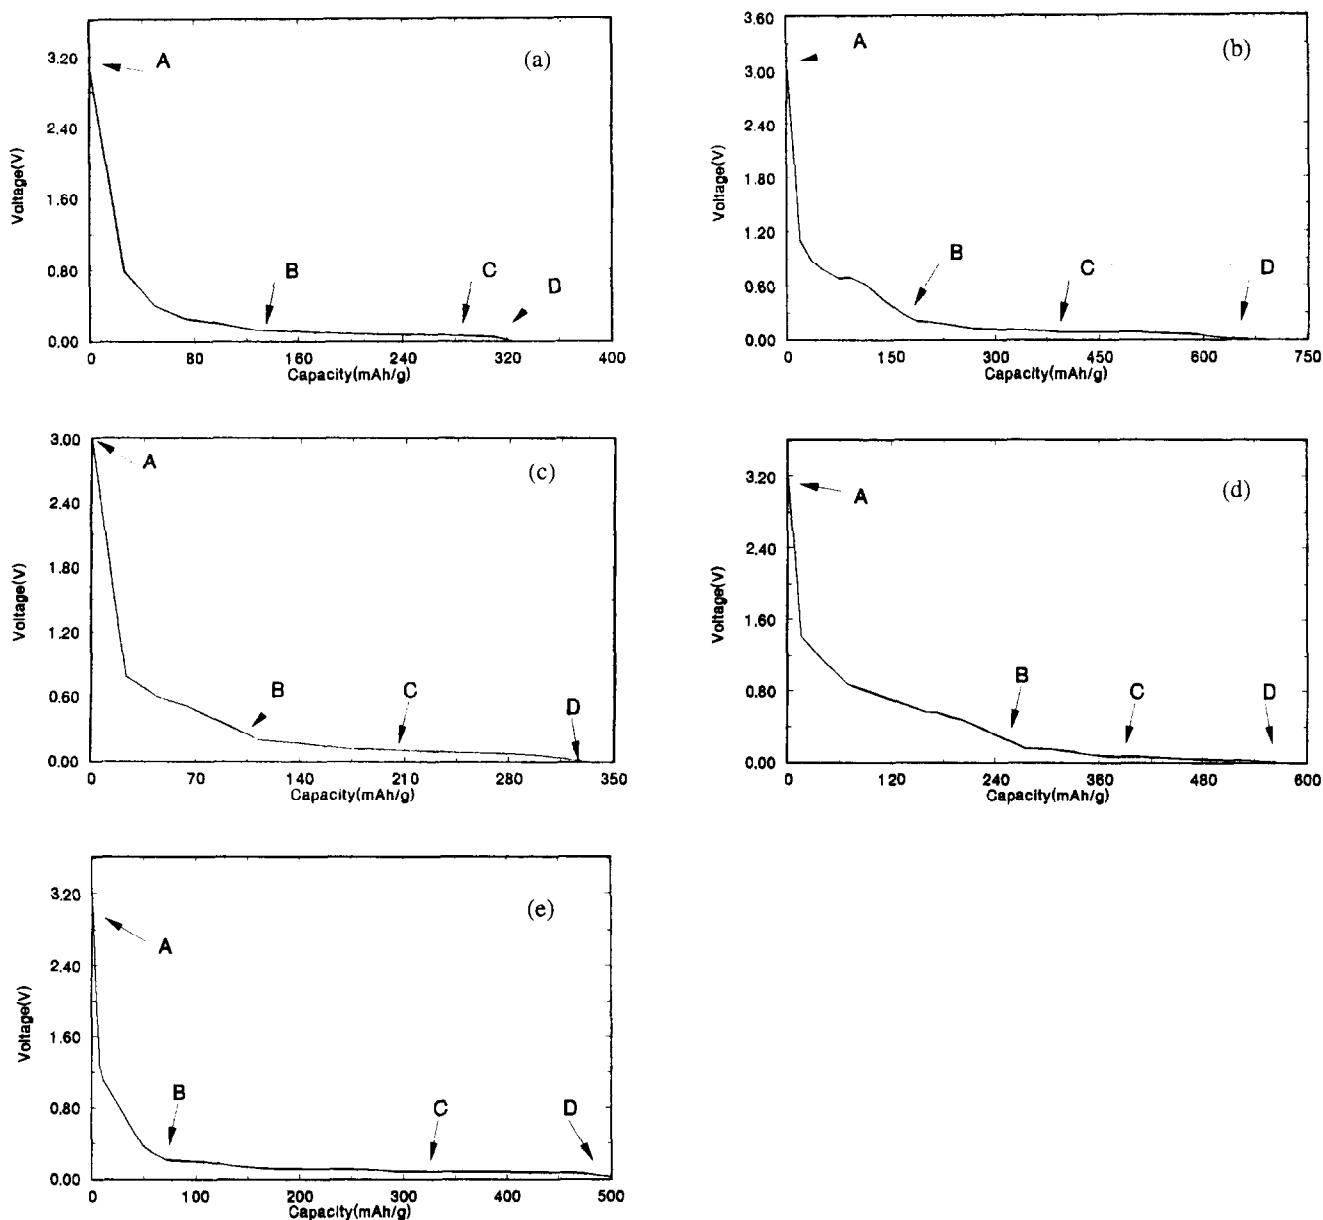 (a)
3.20
2.40
1.60
0.80
0.00
Voltage(V)
A
B
C
D
0 80 160 240 320 400
Capacity(mAh/g)
(b)
3.60
3.00
2.40
1.80
1.20
0.60
0.00
Voltage(V)
A
B
C
D
0 150 300 450 600 750
Capacity(mAh/g)
(c)
3.00
2.40
1.80
1.20
0.60
0.00
Voltage(V)
A
B
C
D
0 70 140 210 280 350
Capacity(mAh/g)
(d)
3.20
2.40
1.60
0.80
0.00
Voltage(V)
A
B
C
D
0 120 240 360 480 600
Capacity(mAh/g)
(e)
3.20
2.40
1.60
0.80
0.00
Voltage(V)
A
B
C
D
0 100 200 300 400 500
Capacity(mAh/g)